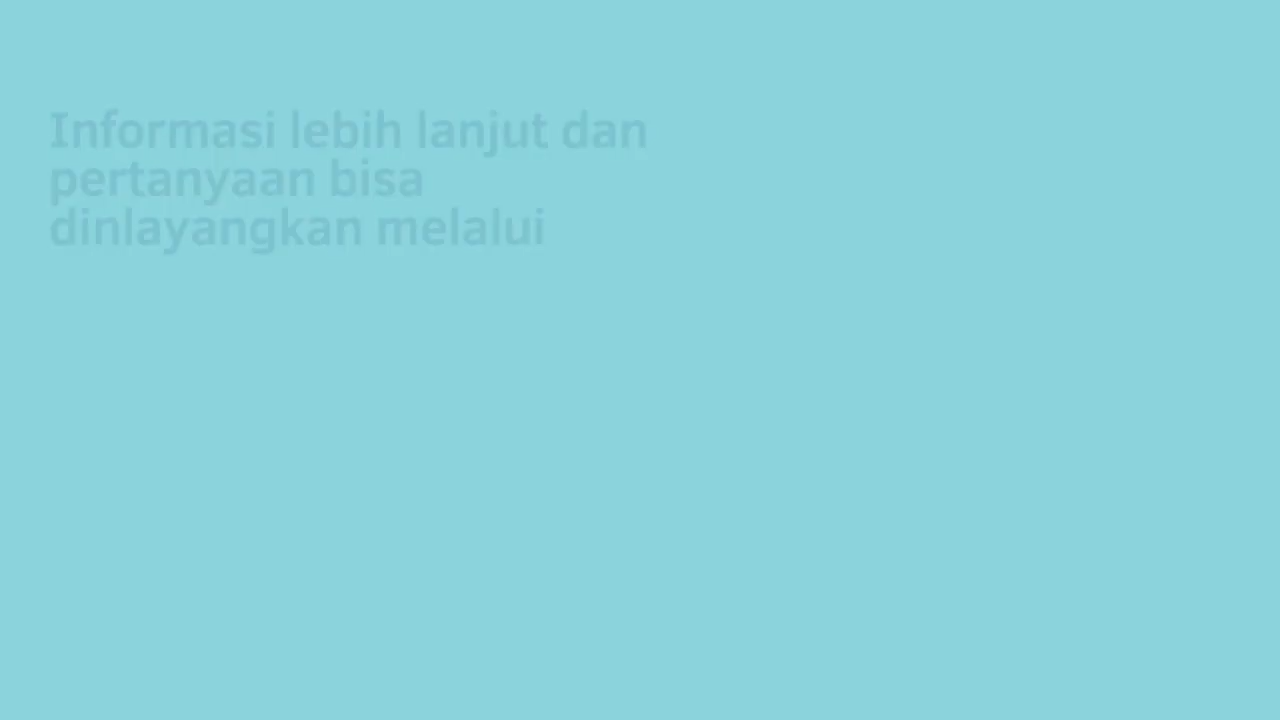 Informasi lebih lanjut dan
pertanyaan bisa
dinlayangkan melalui